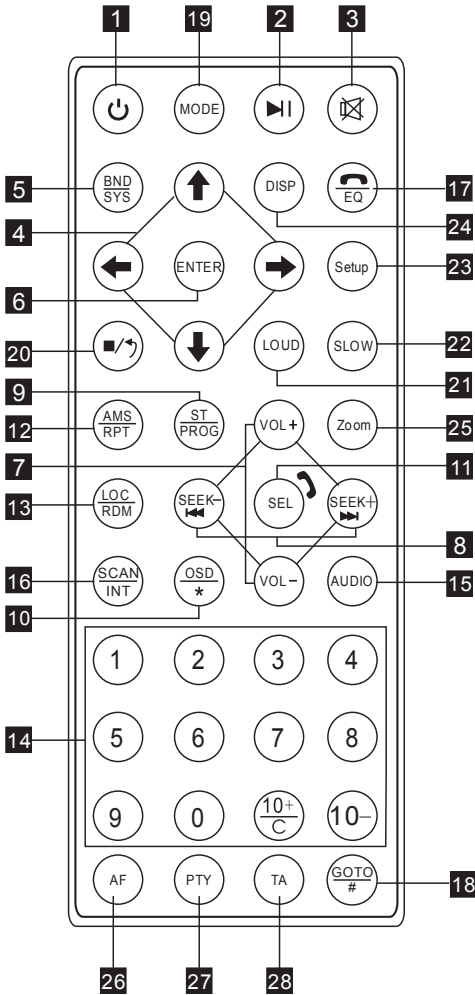 1 19 2 3
MODE
5 BND
SYS
DISP
EQ 17
4 24
ENTER Setup 23
6
20 LOUD SLOW 22
9 21
12 AMS
RPT
ST
PROG
VOL+ Zoom 25
7 11
13 LOC
RDM
SEEK-
SEL SEEK+
8
16 SCAN
INT
OSD
*
VOL- AUDIO 15
10
1 2 3 4
14 5 6 7 8
9 0 10+
C
10-
AF PTY TA GOTO
# 18
26 27 28